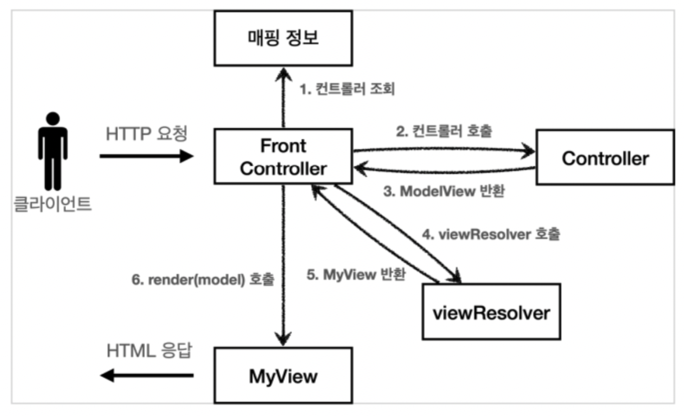 매핑 정보
1. 컨트롤러 조회
HTTP 요청
Front
Controller
2. 컨트롤러 호출
Controller
3. ModelView 반환
클라이언트
4. viewResolver 호출
5. MyView 반환
6. render(model) 호출
viewResolver
HTML 응답
MyView